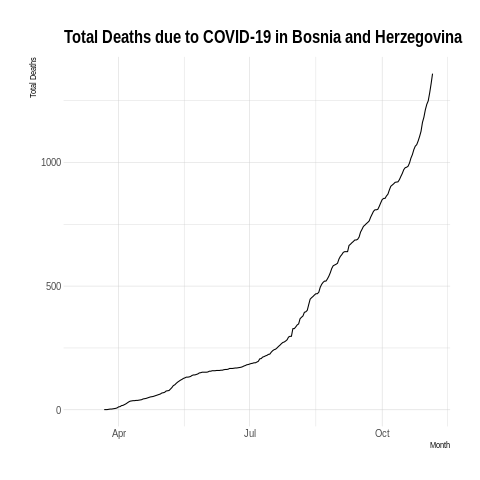 Total Deaths due to COVID-19 in Bosnia and Herzegovina
Total Deaths
1000
500
0
Apr Jul Oct
Month